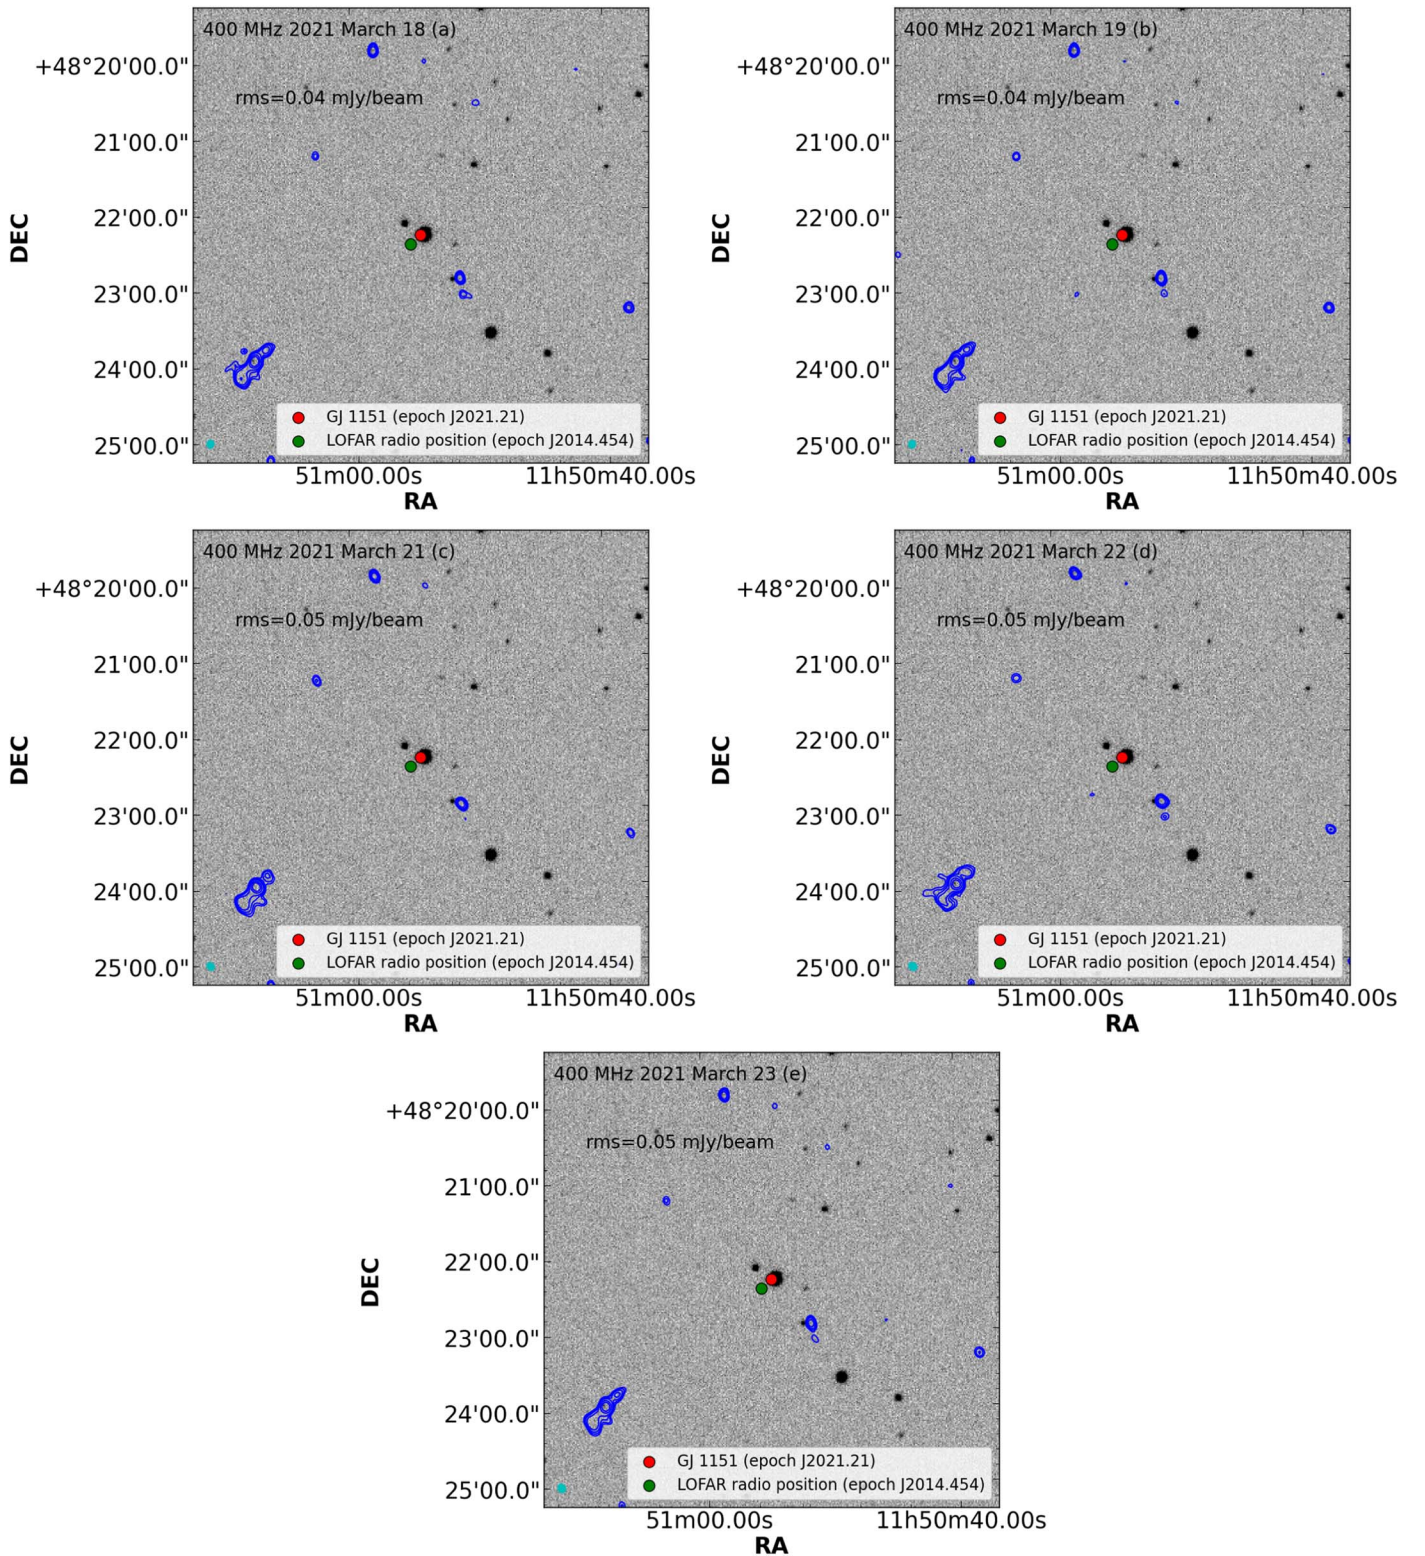 400 MHz 2021 March 18 (a)
rms=0.04 mJy/beam
+48°20'00.0"
21'00.0"
22'00.0"
23'00.0"
24'00.0"
25'00.0"
DEC
GJ 1151 (epoch J2021.21)
LOFAR radio position (epoch J2014.454)
51m00.00s
11h50m40.00s
RA
400 MHz 2021 March 19 (b)
rms=0.04 mJy/beam
+48°20'00.0"
21'00.0"
22'00.0"
23'00.0"
24'00.0"
25'00.0"
DEC
GJ 1151 (epoch J2021.21)
LOFAR radio position (epoch J2014.454)
51m00.00s
11h50m40.00s
RA
400 MHz 2021 March 21 (c)
rms=0.05 mJy/beam
+48°20'00.0"
21'00.0"
22'00.0"
23'00.0"
24'00.0"
25'00.0"
DEC
GJ 1151 (epoch J2021.21)
LOFAR radio position (epoch J2014.454)
51m00.00s
11h50m40.00s
RA
400 MHz 2021 March 22 (d)
rms=0.05 mJy/beam
+48°20'00.0"
21'00.0"
22'00.0"
23'00.0"
24'00.0"
25'00.0"
DEC
GJ 1151 (epoch J2021.21)
LOFAR radio position (epoch J2014.454)
51m00.00s
11h50m40.00s
RA
400 MHz 2021 March 23 (e)
rms=0.05 mJy/beam
+48°20'00.0"
21'00.0"
22'00.0"
23'00.0"
24'00.0"
25'00.0"
DEC
GJ 1151 (epoch J2021.21)
LOFAR radio position (epoch J2014.454)
51m00.00s
11h50m40.00s
RA